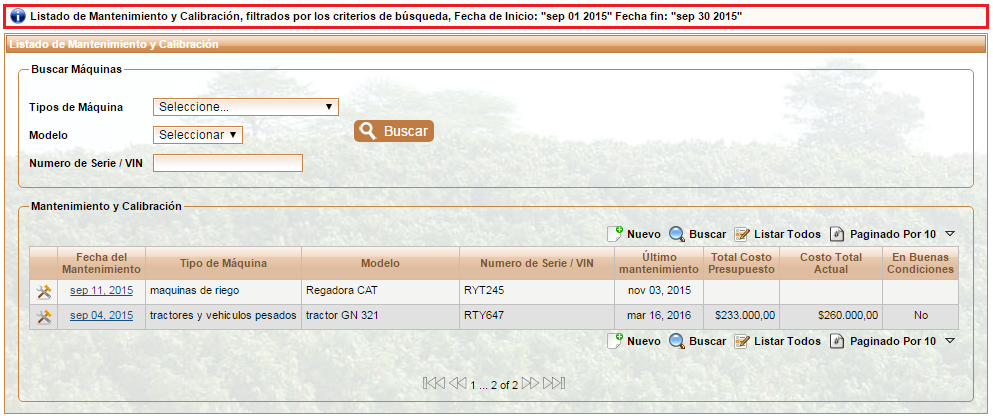 Listado de Mantenimiento y Calibración, filtrados por los criterios de búsqueda, Fecha de Inicio: "sep 01 2015" Fecha fin: "sep 30 2015"
Listado de Mantenimiento y Calibración
Buscar Máquinas
Tipos de Máquina Seleccione...
Modelo Seleccionar Buscar
Numero de Serie / VIN
Mantenimiento y Calibración
Nuevo Buscar Listar Todos Paginado Por 10
Fecha del Mantenimiento Tipo de Máquina Modelo Numero de Serie / VIN Último mantenimiento Total Costo Presupuesto Costo Total Actual En Buenas Condiciones
sep 11, 2015 maquinas de riego Regadora CAT RYT245 nov 03, 2015
sep 04, 2015 tractores y vehiculos pesados tractor GN 321 RTY647 mar 16, 2016 $233.000,00 $260.000,00 No
Nuevo Buscar Listar Todos Paginado Por 10
1 ... 2 of 2